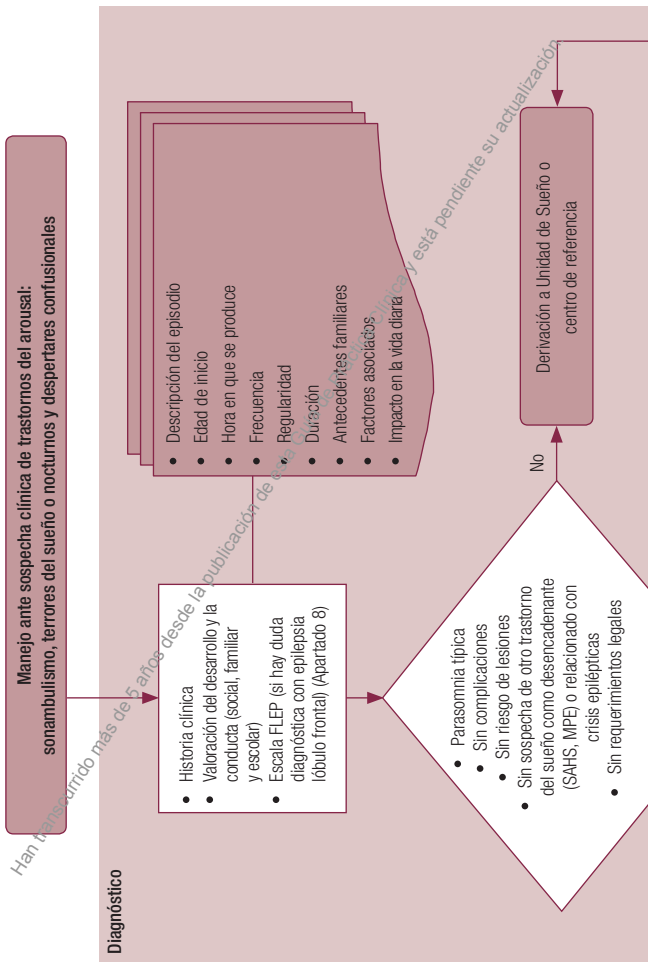 Manejo ante sospecha clínica de trastornos del arousal:
sonambulismo, terrores del sueño o nocturnos y despertares confusionales
Diagnóstico
• Historia clínica
• Valoración del desarrollo y la
conducta (social, familiar
y escolar)
• Escala FLEP (si hay duda
diagnóstica con epilepsia
lóbulo frontal) (Apartado 8)
• Descripción del episodio
• Edad de inicio
• Hora en que se produce
• Frecuencia
• Regularidad
• Duración
• Antecedentes familiares
• Factores asociados
• Impacto en la vida diaria
• Parasomnia típica
• Sin complicaciones
• Sin riesgo de lesiones
• Sin sospecha de otro trastorno
del sueño como desencadenante
(SAHS, MPE) o relacionado con
crisis epilépticas
• Sin requerimientos legales
No
Derivación a Unidad de Sueño o
centro de referencia
Han transcurrido más de 5 años desde la publicación de esta Guía de Práctica Clínica y está pendiente su actualización